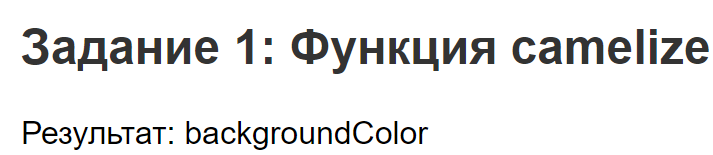 Задание 1: Функция camelize
Результат: backgroundColor